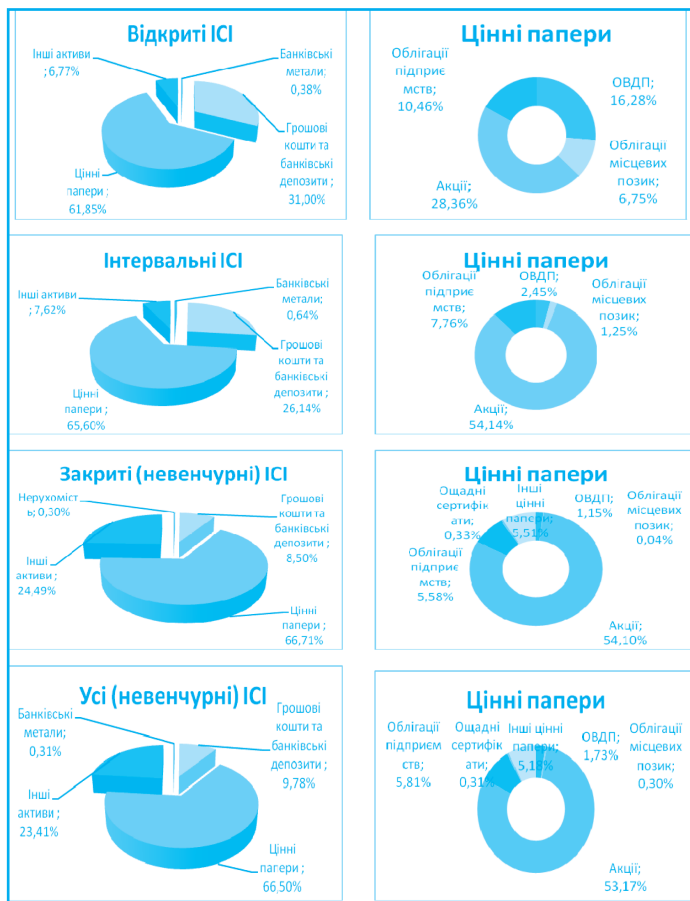 Відкриті ІСІ
Інші активи
; 6,77%
Банківські
метали;
0,38%
Грошові
кошти та
банківські
депозити ;
31,00%
Цінні
папери ;
61,85%
Цінні папери
Облігації
підприє
мств;
10,46%
ОВДП;
16,28%
Облігації
місцевих
позик;
6,75%
Акції;
28,36%
Інтервальні ІСІ
Інші активи
; 7,62%
Банківські
метали;
0,64%
Грошові
кошти та
банківські
депозити ;
26,14%
Цінні
папери ;
65,60%
Цінні папери
Облігації
підприє
мств;
7,76%
ОВДП;
2,45%
Облігації
місцевих
позик;
1,25%
Акції;
54,14%
Закриті (невенчурні) ІСІ
Нерухоміст
ь; 0,30%
Грошові
кошти та
банківські
депозити ;
8,50%
Інші
активи ;
24,49%
Цінні
папери ;
66,71%
Цінні папери
Ощадні
сертифік
ати;
0,33%
Інші
цінні
папери;
5,51%
ОВДП;
1,15%
Облігації
місцевих
позик;
0,04%
Облігації
підприє
мств;
5,58%
Акції;
54,10%
Усі (невенчурні) ІСІ
Банківські
метали;
0,31%
Грошові
кошти та
банківські
депозити ;
9,78%
Інші
активи ;
23,41%
Цінні
папери ;
66,50%
Цінні папери
Облігації
підприєм
ств;
5,81%
Ощадні
сертифік
ати;
0,31%
Інші цінні
папери;
5,18%
ОВДП;
1,73%
Облігації
місцевих
позик;
0,30%
Акції;
53,17%